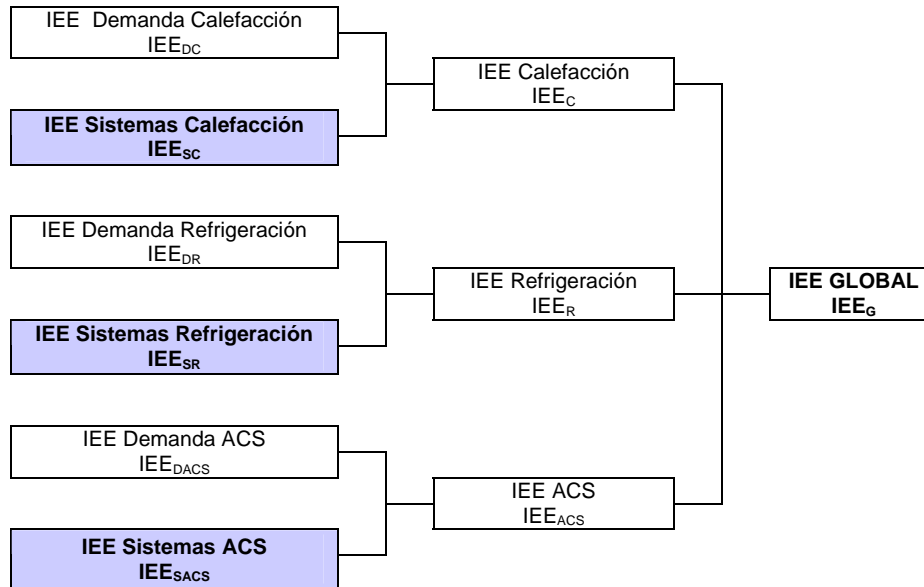 IEE Demanda Calefacción
IEE_DC
IEE Calefacción
IEE_C
IEE Sistemas Calefacción
IEE_SC
IEE Demanda Refrigeración
IEE_DR
IEE Refrigeración
IEE_R
IEE GLOBAL
IEE_G
IEE Sistemas Refrigeración
IEE_SR
IEE Demanda ACS
IEE_DACS
IEE ACS
IEE_ACS
IEE Sistemas ACS
IEE_SACS